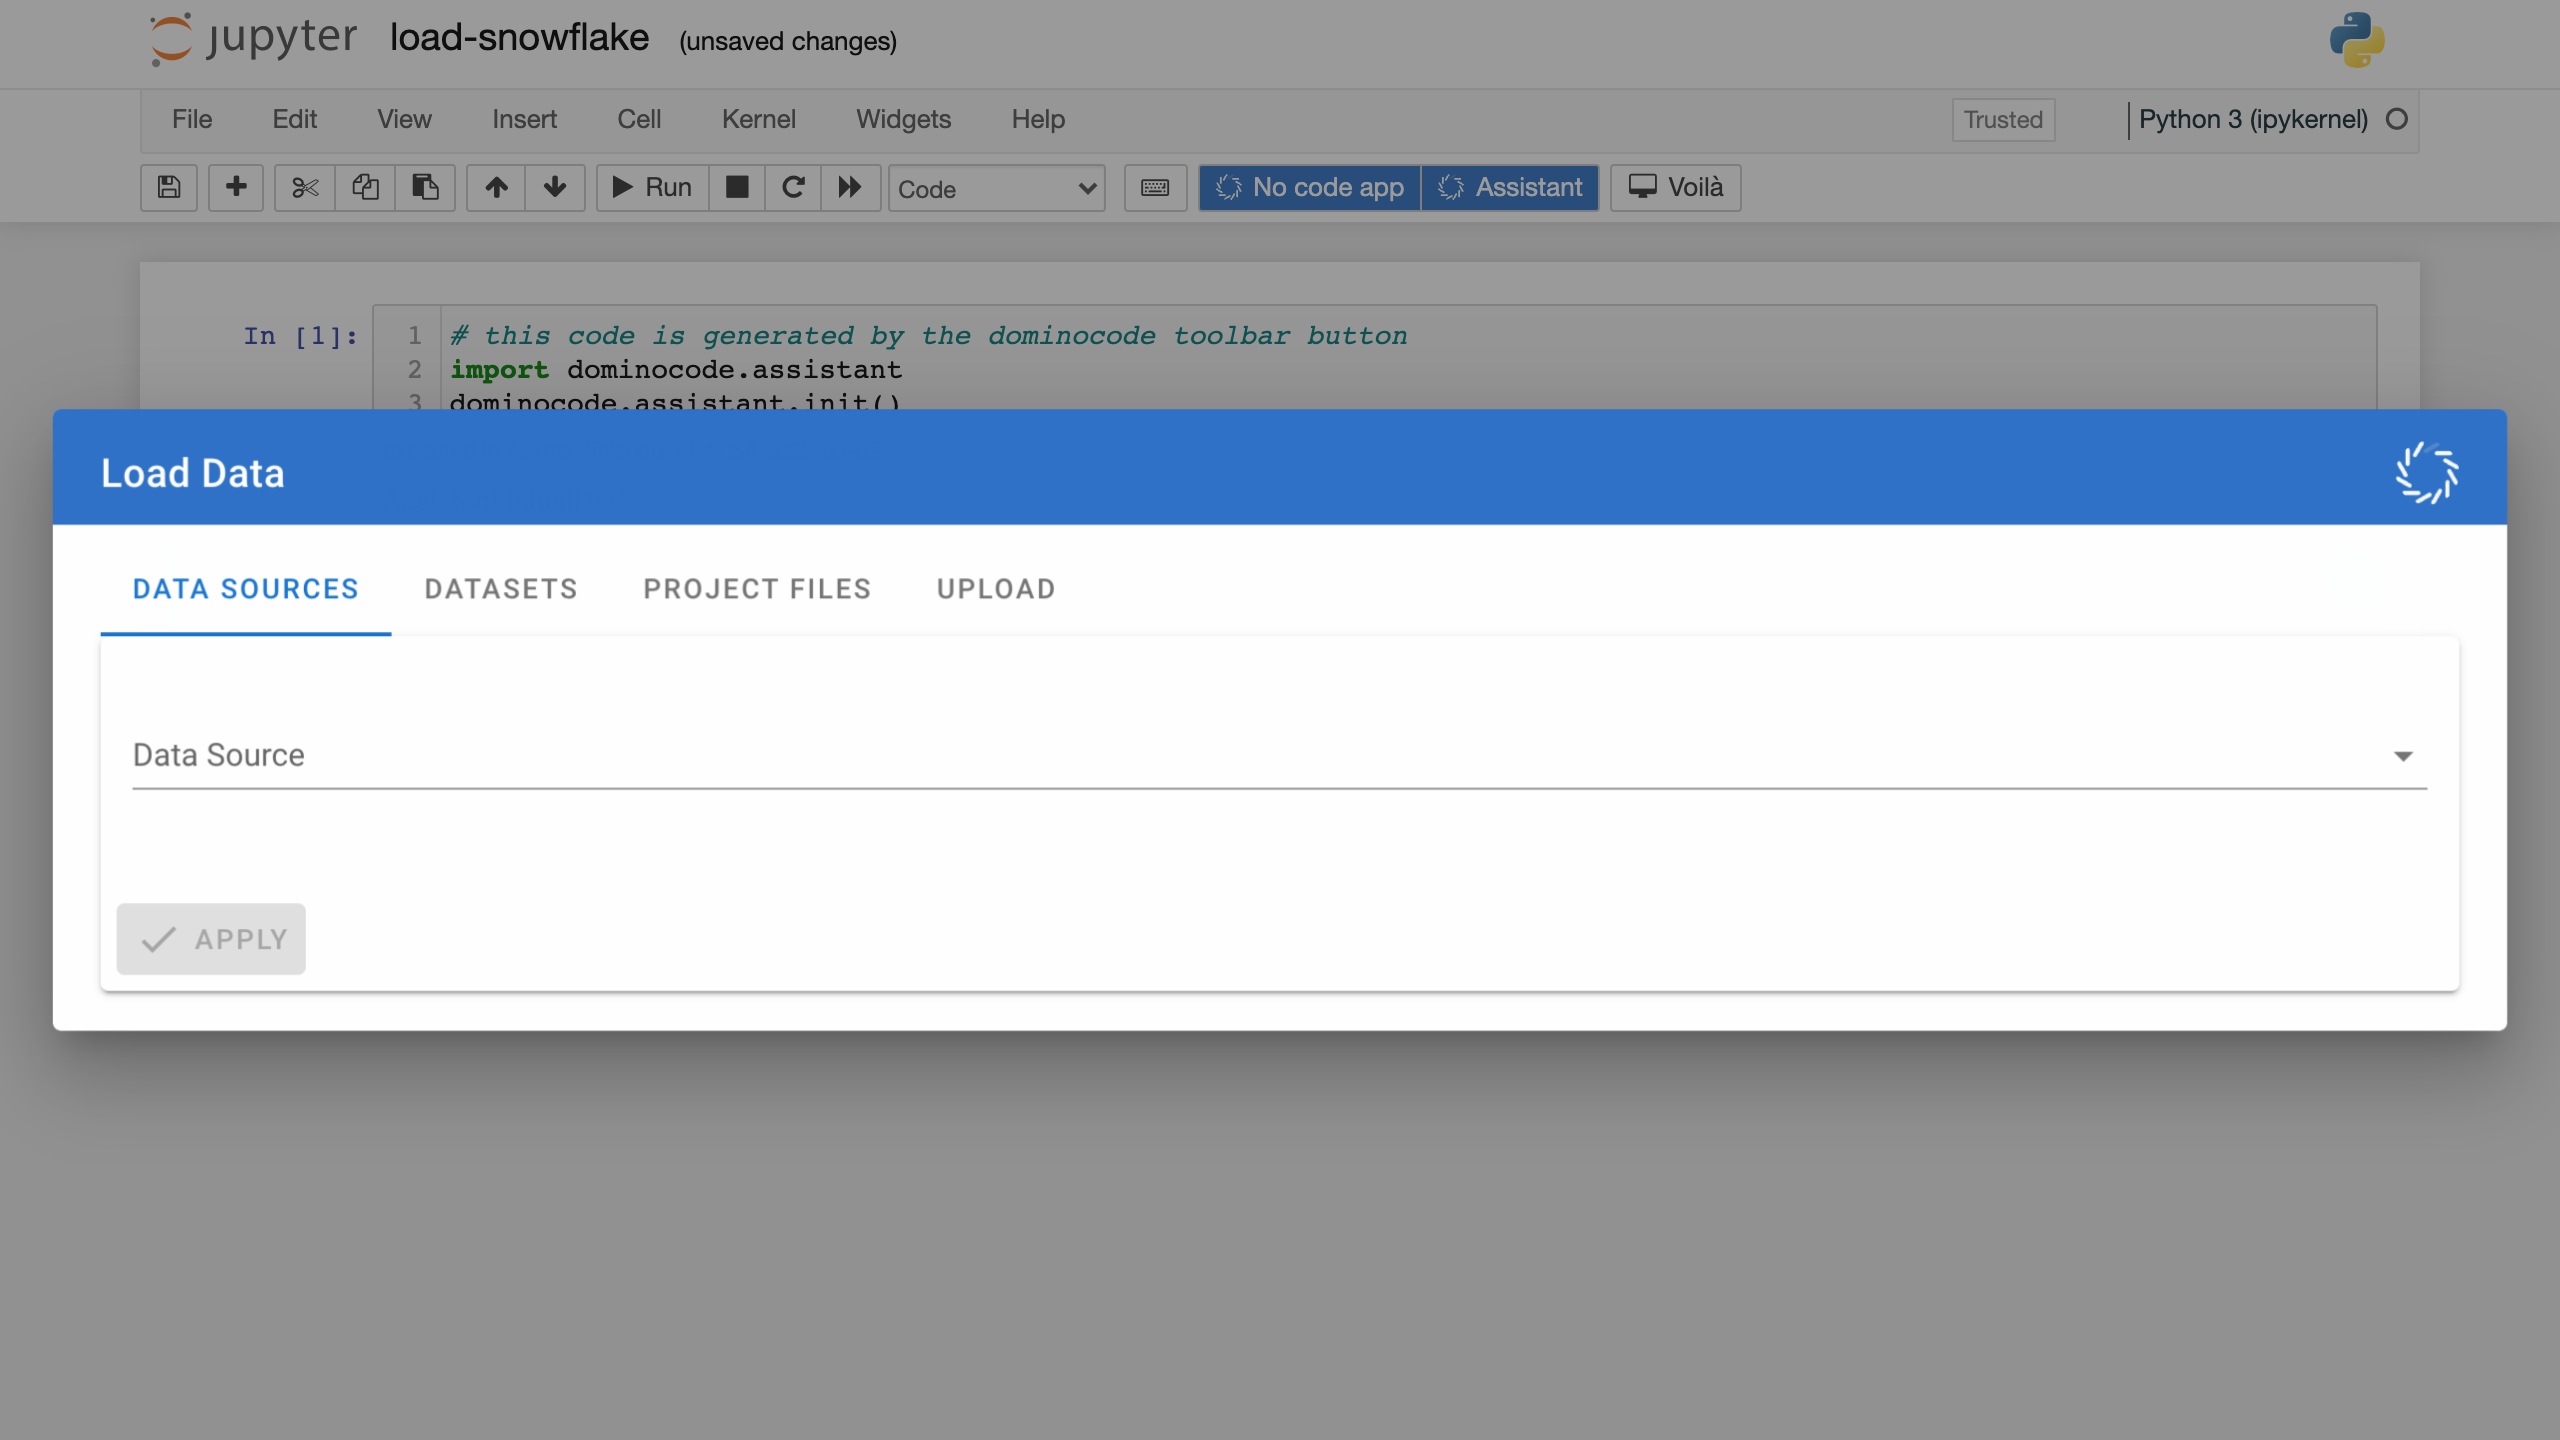 jupyter load-snowflake (unsaved changes)
File Edit View Insert Cell Kernel Widgets Help Trusted Python 3 (ipykernel)
Run Code No code app Assistant Voilà
In [1]: 1 # this code is generated by the dominocode toolbar button
2 import dominocode.assistant
3 dominocode.assistant.init()
Load Data
DATA SOURCES DATASETS PROJECT FILES UPLOAD
Data Source
APPLY